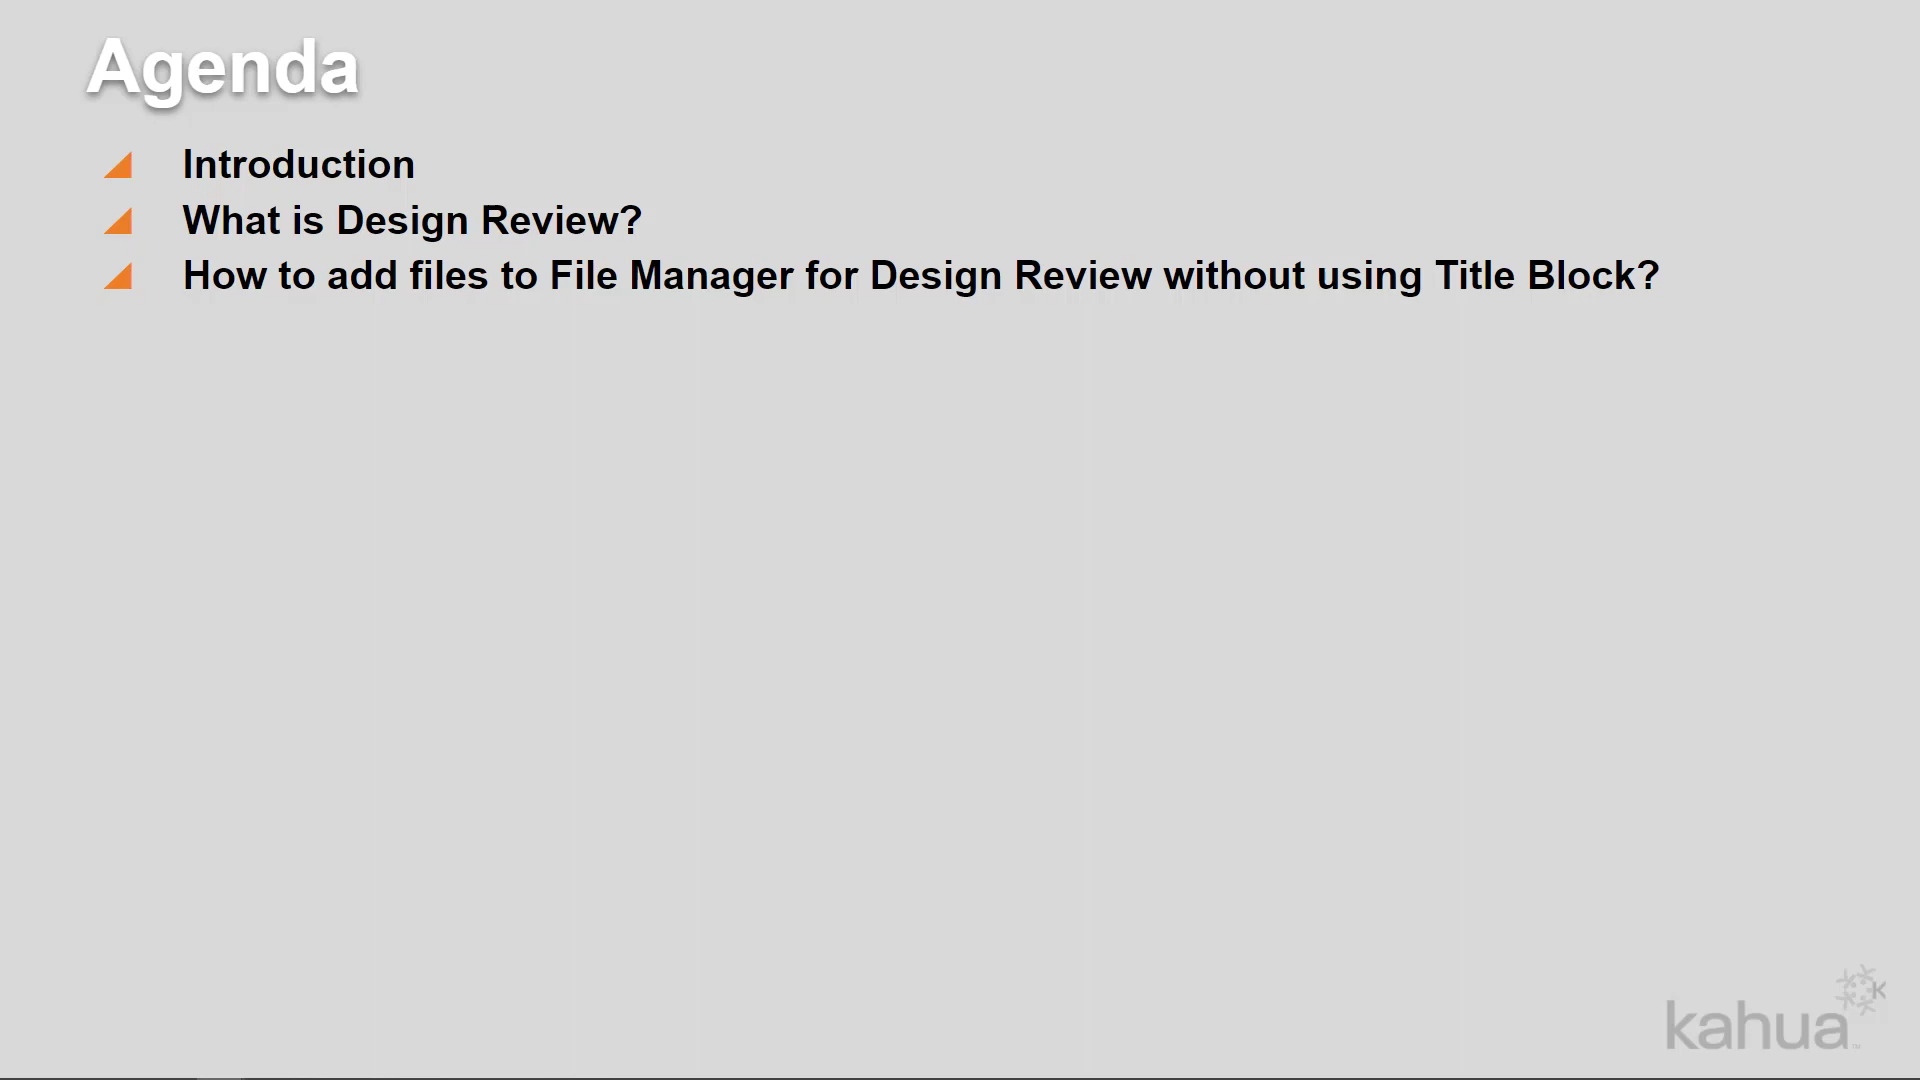 Agenda
Introduction
What is Design Review?
How to add files to File Manager for Design Review without using Title Block?
K
kahua™